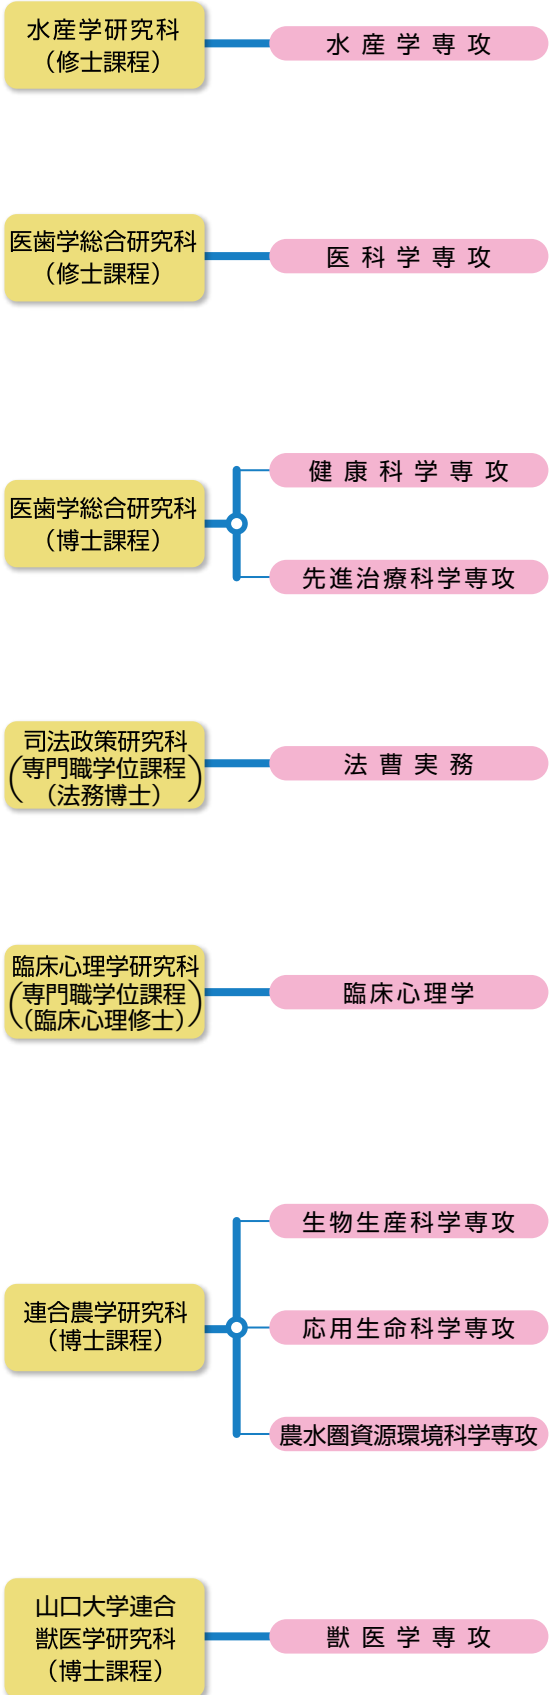 水産学研究科
（修士課程）
水産学専攻
医歯学総合研究科
（修士課程）
医科学専攻
医歯学総合研究科
（博士課程）
健康科学専攻
先進治療科学専攻
司法政策研究科
（専門職学位課程
（法務博士））
法曹実務
臨床心理学研究科
（専門職学位課程
（臨床心理修士））
臨床心理学
連合農学研究科
（博士課程）
生物生産科学専攻
応用生命科学専攻
農水圏資源環境科学専攻
山口大学連合
獣医学研究科
（博士課程）
獣医学専攻